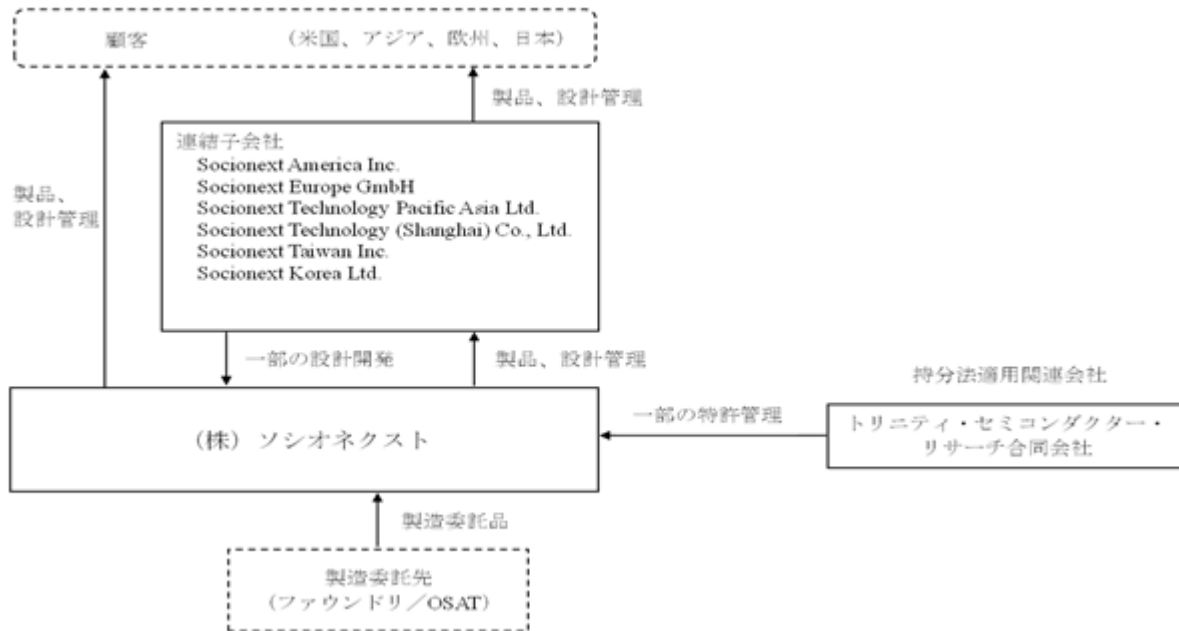 顧客 （米国、アジア、欧州、日本）
製品、設計管理
連結子会社
Socionext America Inc.
Socionext Europe GmbH
Socionext Technology Pacific Asia Ltd.
Socionext Technology (Shanghai) Co., Ltd.
Socionext Taiwan Inc.
Socionext Korea Ltd.
製品、
設計管理
一部の設計開発
製品、設計管理
（株）ソシオネクスト
一部の特許管理
持分法適用関連会社
トリニティ・セミコンダクター・
リサーチ合同会社
製造委託品
製造委託先
（ファウンドリ／OSAT）